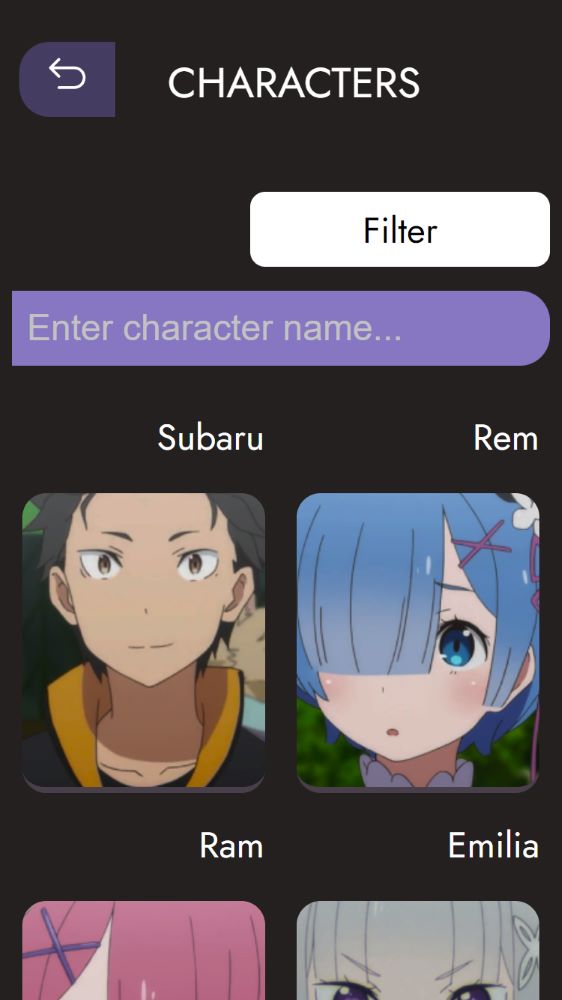 CHARACTERS
Filter
Enter character name...
Subaru
Rem
Ram
Emilia